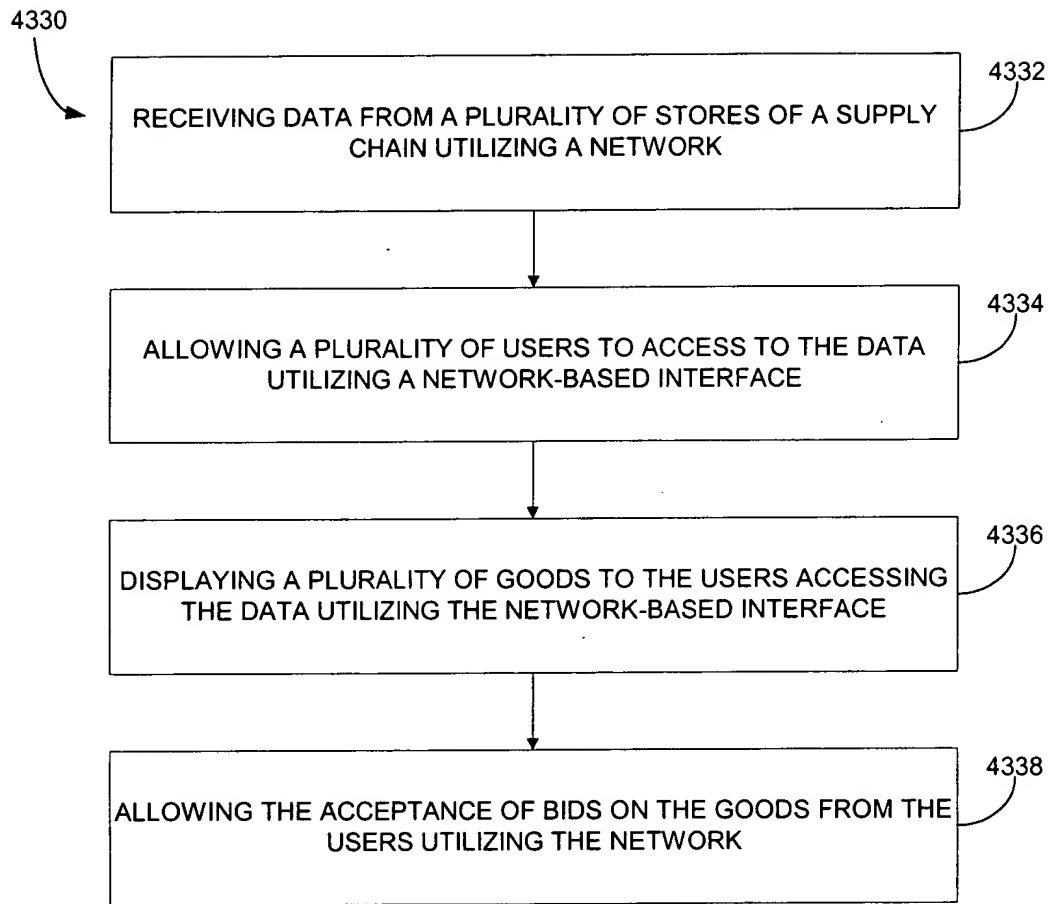 4330
4332
RECEIVING DATA FROM A PLURALITY OF STORES OF A SUPPLY
CHAIN UTILIZING A NETWORK
4334
ALLOWING A PLURALITY OF USERS TO ACCESS TO THE DATA
UTILIZING A NETWORK-BASED INTERFACE
4336
DISPLAYING A PLURALITY OF GOODS TO THE USERS ACCESSING
THE DATA UTILIZING THE NETWORK-BASED INTERFACE
4338
ALLOWING THE ACCEPTANCE OF BIDS ON THE GOODS FROM THE
USERS UTILIZING THE NETWORK